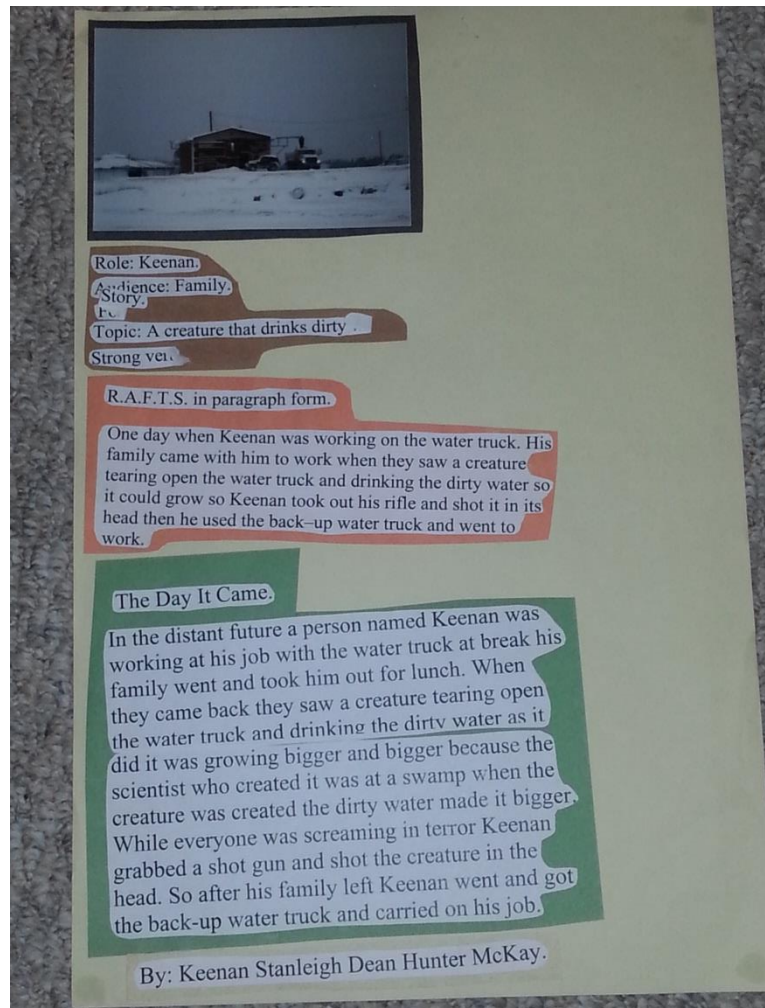 Role: Keenan.
Audience: Family.
Story.
Topic: A creature that drinks dirty
Strong
R.A.F.T.S. in paragraph form.
One day when Keenan was working on the water truck. His
family came with him to work when they saw a creature
tearing open the water truck and drinking the dirty water so
it could grow so Keenan took out his rifle and shot it in its
head then he used the back–up water truck and went to
work.
The Day It Came.
In the distant future a person named Keenan was
working at his job with the water truck at break his
family went and took him out for lunch. When
they came back they saw a creature tearing open
the water truck and drinking the dirty water as it
did it was growing bigger and bigger because the
scientist who created it was at a swamp when the
creature was created the dirty water made it bigger.
While everyone was screaming in terror Keenan
grabbed a shot gun and shot the creature in the
head. So after his family left Keenan went and got
the back-up water truck and carried on his job.
By: Keenan Stanleigh Dean Hunter McKay.